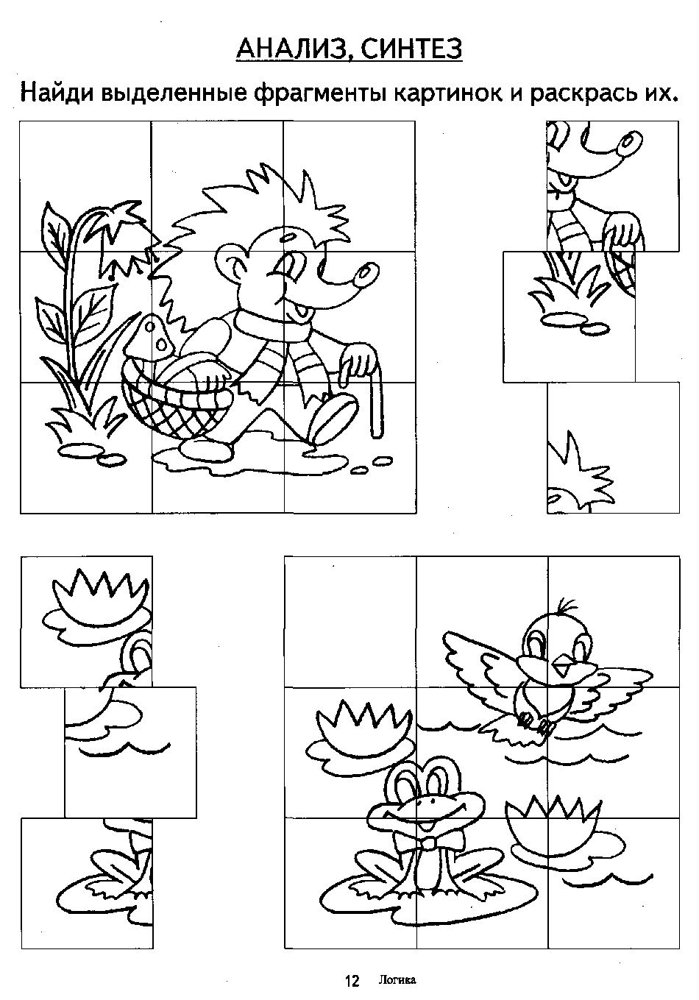 АНАЛИЗ, СИНТЕЗ
Найди выделенные фрагменты картинок и раскрась их.
12 Логика